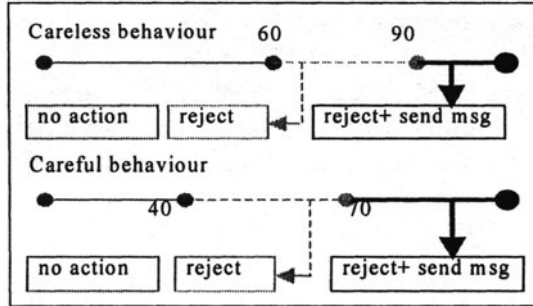 Careless behaviour 60 90
no action reject reject+ send msg
Careful behaviour
40 70
no action reject reject+ send msg